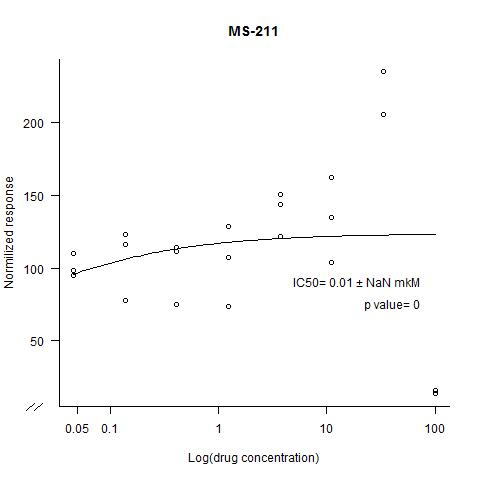 MS-211
Normilized response
200
150
100
50
IC50= 0.01 ± NaN mkM
p value= 0
0.05 0.1 1 10 100
Log(drug concentration)